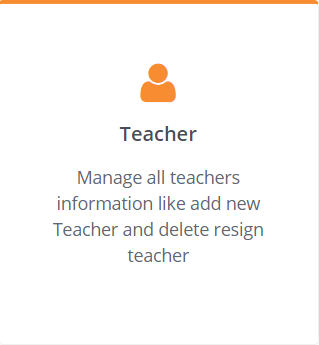 Teacher
Manage all teachers
information like add new
Teacher and delete resign
teacher